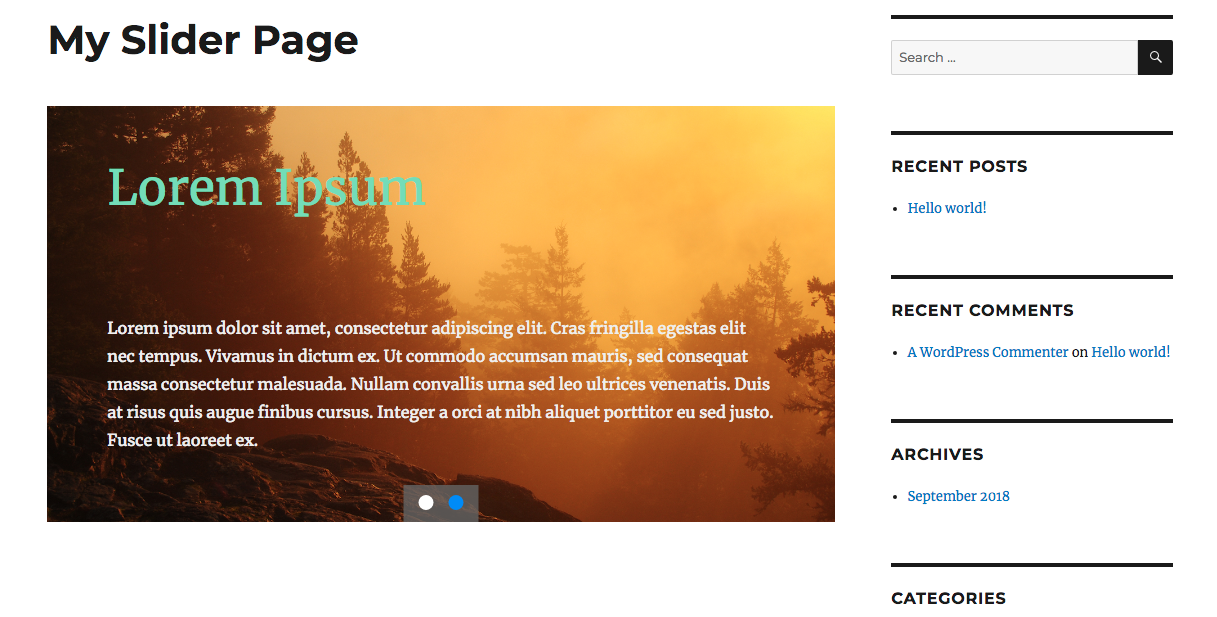 My Slider Page
Lorem Ipsum
Lorem ipsum dolor sit amet, consectetur adipiscing elit. Cras fringilla egestas elit
nec tempus. Vivamus in dictum ex. Ut commodo accumsan mauris, sed consequat
massa consectetur malesuada. Nullam convallis urna sed leo ultrices venenatis. Duis
at risus quis augue finibus cursus. Integer a orci at nibh aliquet porttitor eu sed justo.
Fusce ut laoreet ex.
Search ...
RECENT POSTS
Hello world!
RECENT COMMENTS
A WordPress Commenter on Hello world!
ARCHIVES
September 2018
CATEGORIES